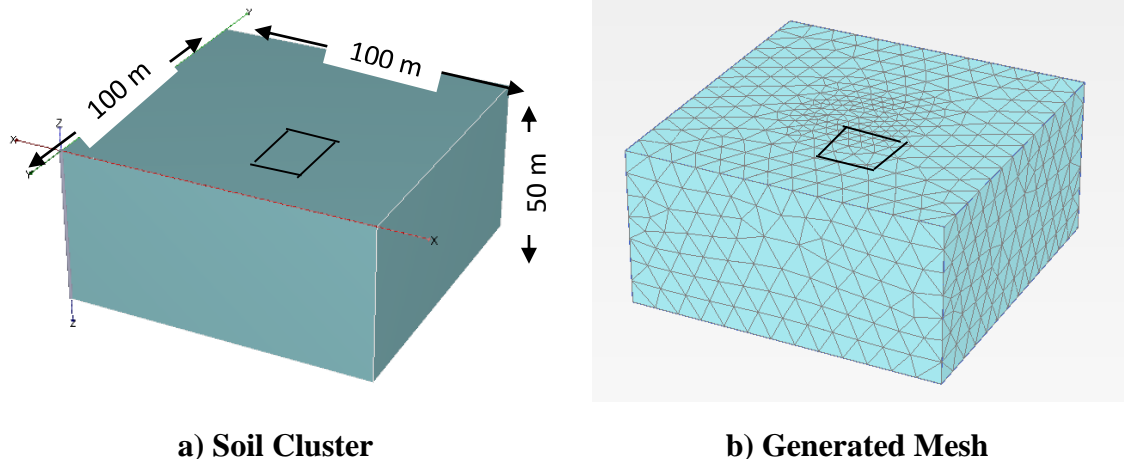 Y
100 m
100 m
Z
X
Y
50 m
X
Z
a) Soil Cluster
b) Generated Mesh